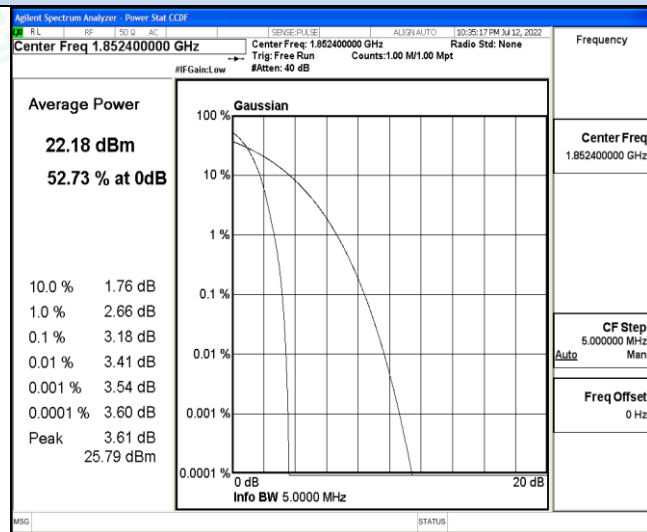 Agilent Spectrum Analyzer - Power Stat CCDF
RL RF 50 Ω AC SENSE:PULSE ALIGN AUTO 10:35:17 PM Jul 12, 2022
Center Freq 1.852400000 GHz
Center Freq: 1.852400000 GHz Radio Std: None
Trig: Free Run Counts:1.00 M/1.00 Mpt
#IFGain:Low #Atten: 40 dB
Frequency
Average Power
22.18 dBm
52.73 % at 0dB
10.0 % 1.76 dB
1.0 % 2.66 dB
0.1 % 3.18 dB
0.01 % 3.41 dB
0.001 % 3.54 dB
0.0001 % 3.60 dB
Peak 3.61 dB
25.79 dBm
Gaussian
100 %
10 %
1 %
0.1 %
0.01 %
0.001 %
0.0001 %
0 dB 20 dB
Info BW 5.0000 MHz
Center Freq
1.852400000 GHz
CF Step
5.000000 MHz
Auto Man
Freq Offset
0 Hz
MSG STATUS